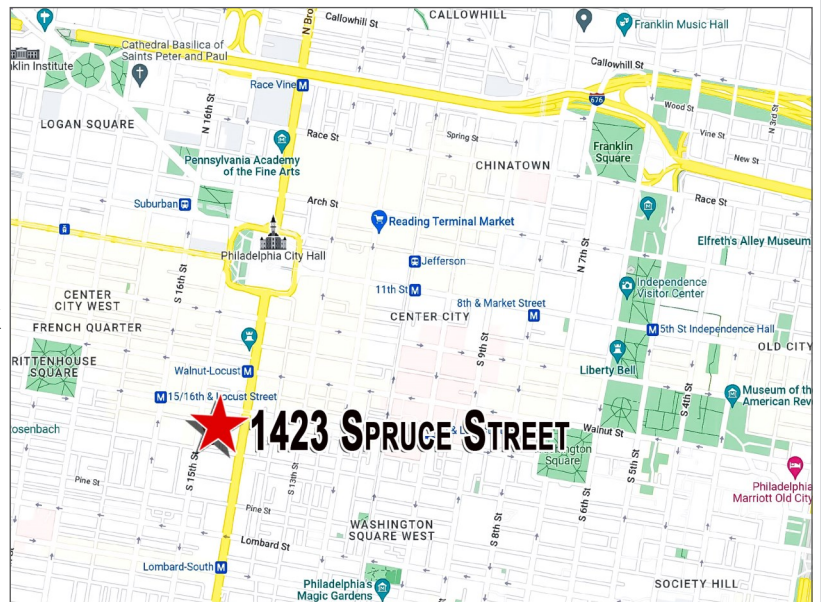 Callowhill St
CALLOWHILL
Franklin Music Hall
N Bro
Cathedral Basilica of
Saints Peter and Paul
nklin Institute
Callowhill St
Race Vine
676
Wood St
N 3rd St
N 16th St
LOGAN SQUARE
Race St
Spring St
Vine St
Franklin
Square
New St
Pennsylvania Academy
of the Fine Arts
CHINATOWN
Suburban
Arch St
Race St
Reading Terminal Market
Elfreth's Alley Museum
Philadelphia City Hall
Jefferson
N 7th St
S 16th St
11th St
Independence
Visitor Center
CENTER
CITY WEST
8th & Market Street
CENTER CITY
FRENCH QUARTER
5th St Independence Hall
S 9th St
OLD CITY
RITTENHOUSE
SQUARE
Walnut-Locust
Liberty Bell
15/16th & Locust Street
S 4th St
Museum of th
American Rev
1423 SPRUCE STREET
osenbach
Walnut St
ington
Square
S 15th St
S 13th St
S 5th St
Pine St
Philadelphia
Marriott Old City
S 6th St
Pine St
WASHINGTON
SQUARE WEST
S 8th St
Lombard St
Lombard-South
Philadelphia's
Magic Gardens
SOCIETY HILL